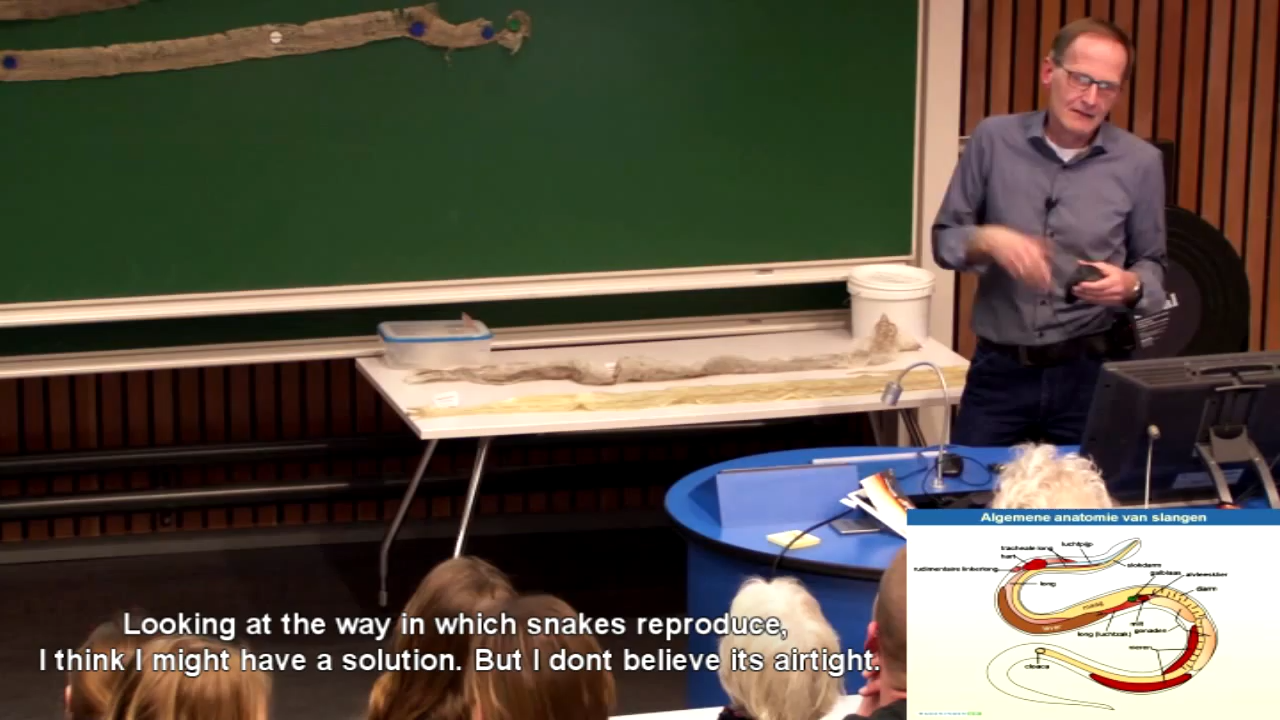 Algemene anatomie van slangen
luchtpijp
tracheale long
hart
slokdarm
rudimentaire linkerlong
galblaas
alvleesklier
long
darm
maag
lever
milt
long (luchtzak)
gonaden
nieren
cloaca
Looking at the way in which snakes reproduce,
I think I might have a solution. But I dont believe its airtight.